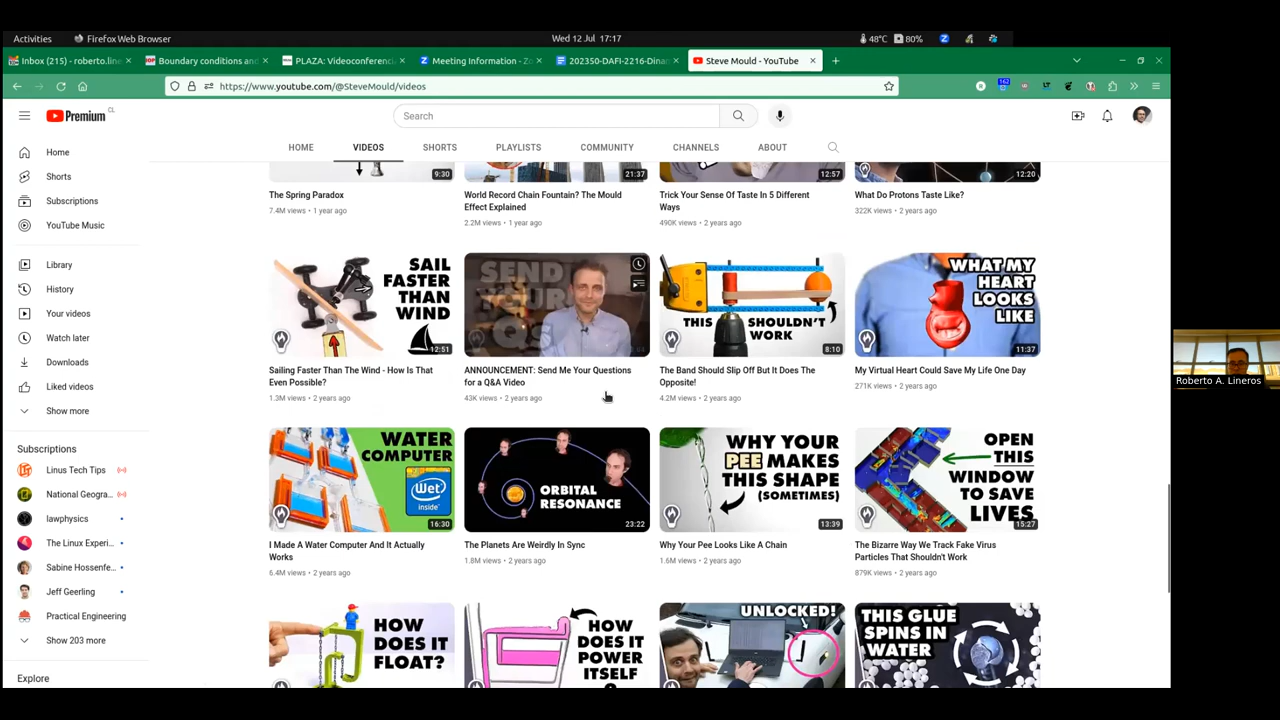 Activities
Firefox Web Browser
Wed 12 Jul 17:17
48°C
80%
Inbox (215) - roberto.line
Boundary conditions and
PLAZA: Videoconferenci
Meeting Information - Zo
202350-DAFI-2216-Dinan
Steve Mould - YouTube
https://www.youtube.com/@SteveMould/videos
162
Premium CL
Search
Home
Shorts
Subscriptions
YouTube Music
Library
History
Your videos
Watch later
Downloads
Liked videos
Show more
Subscriptions
Linus Tech Tips
National Geogra...
lawphysics
The Linux Experi...
Sabine Hossenfe...
Jeff Geerling
Practical Engineering
Show 203 more
Explore
HOME
VIDEOS
SHORTS
PLAYLISTS
COMMUNITY
CHANNELS
ABOUT
9:30
21:37
12:57
12:20
The Spring Paradox
7.4M views • 1 year ago
World Record Chain Fountain? The Mould
Effect Explained
2.2M views • 1 year ago
Trick Your Sense Of Taste In 5 Different
Ways
490K views • 2 years ago
What Do Protons Taste Like?
322K views • 2 years ago
SAIL
FASTER
THAN
WIND
12:51
Sailing Faster Than The Wind - How Is That
Even Possible?
1.3M views • 2 years ago
SEND
YOUR
QS
ANNOUNCEMENT: Send Me Your Questions
for a Q&A Video
43K views • 2 years ago
THIS SHOULDN'T
WORK
8:10
The Band Should Slip Off But It Does The
Opposite!
4.2M views • 2 years ago
WHAT MY
HEART
LOOKS
LIKE
11:37
My Virtual Heart Could Save My Life One Day
271K views • 2 years ago
WATER
COMPUTER
Wet
inside
16:30
I Made A Water Computer And It Actually
Works
6.4M views • 2 years ago
ORBITAL
RESONANCE
23:22
The Planets Are Weirdly In Sync
1.8M views • 2 years ago
WHY YOUR
PEE MAKES
THIS SHAPE
(SOMETIMES)
13:39
Why Your Pee Looks Like A Chain
1.6M views • 2 years ago
OPEN
THIS
WINDOW
TO SAVE
LIVES
15:27
The Bizarre Way We Track Fake Virus
Particles That Shouldn't Work
879K views • 2 years ago
HOW
DOES IT
FLOAT?
HOW
DOES IT
POWER
ITSELF
UNLOCKED!
THIS GLUE
SPINS IN
WATER
Roberto A. Lineros